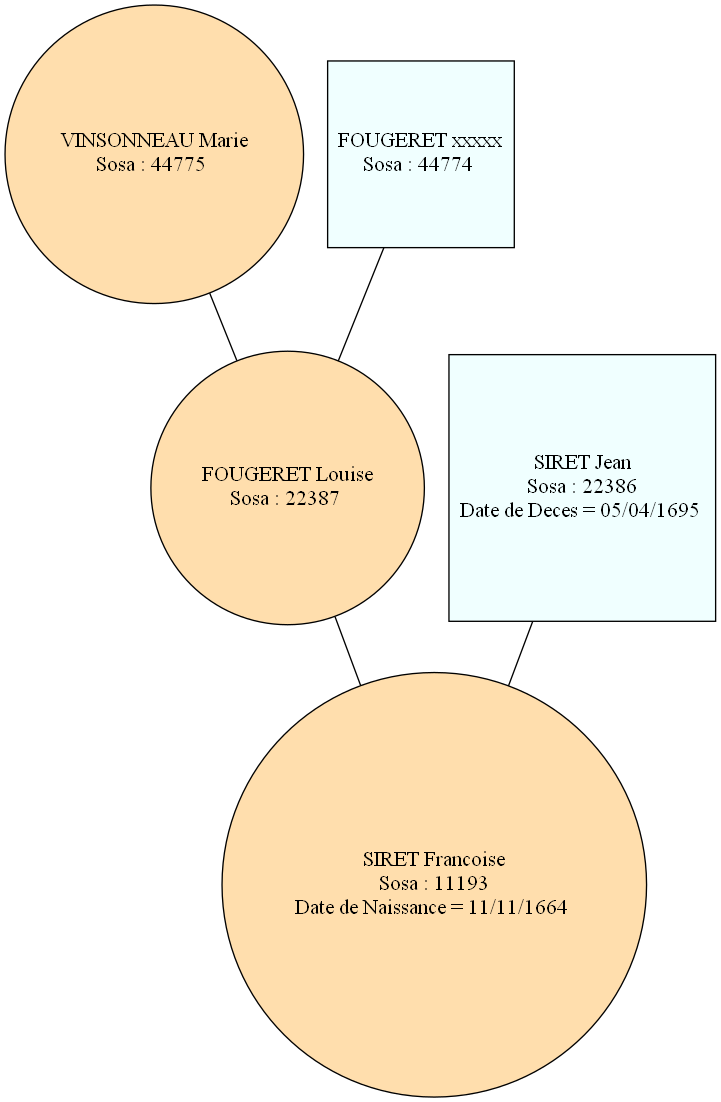 VINSONNEAU Marie
Sosa : 44775
FOUGERET xxxxx
Sosa : 44774
FOUGERET Louise
Sosa : 22387
SIRET Jean
Sosa : 22386
Date de Deces = 05/04/1695
SIRET Francoise
Sosa : 11193
Date de Naissance = 11/11/1664